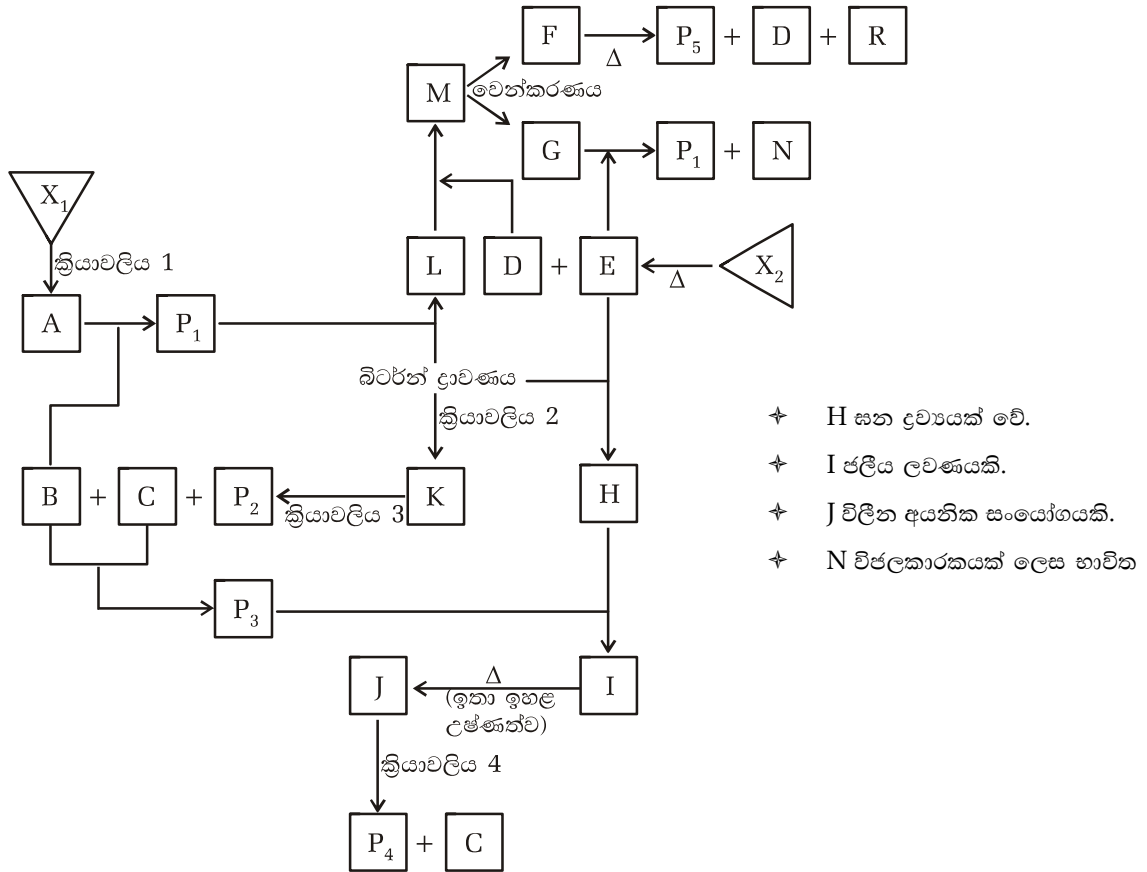 F Δ P₅ + D + R
M වෙන්කරණය
G P₁ + N
X₁
ක්‍රියාවලිය 1
L D + E Δ X₂
A P₁
බිටර්න් ද්‍රාවණය
ක්‍රියාවලිය 2
✧ H ඝන ද්‍රව්‍යයක් වේ.
✧ I ජලීය ලවණයකි.
B + C + P₂ ක්‍රියාවලිය 3 K H
✧ J විලීන අයනික සංයෝගයකි.
✧ N විජලකාරකයක් ලෙස භාවිත
P₃
J Δ I
(ඉතා ඉහළ
උෂ්ණත්ව)
ක්‍රියාවලිය 4
P₄ + C